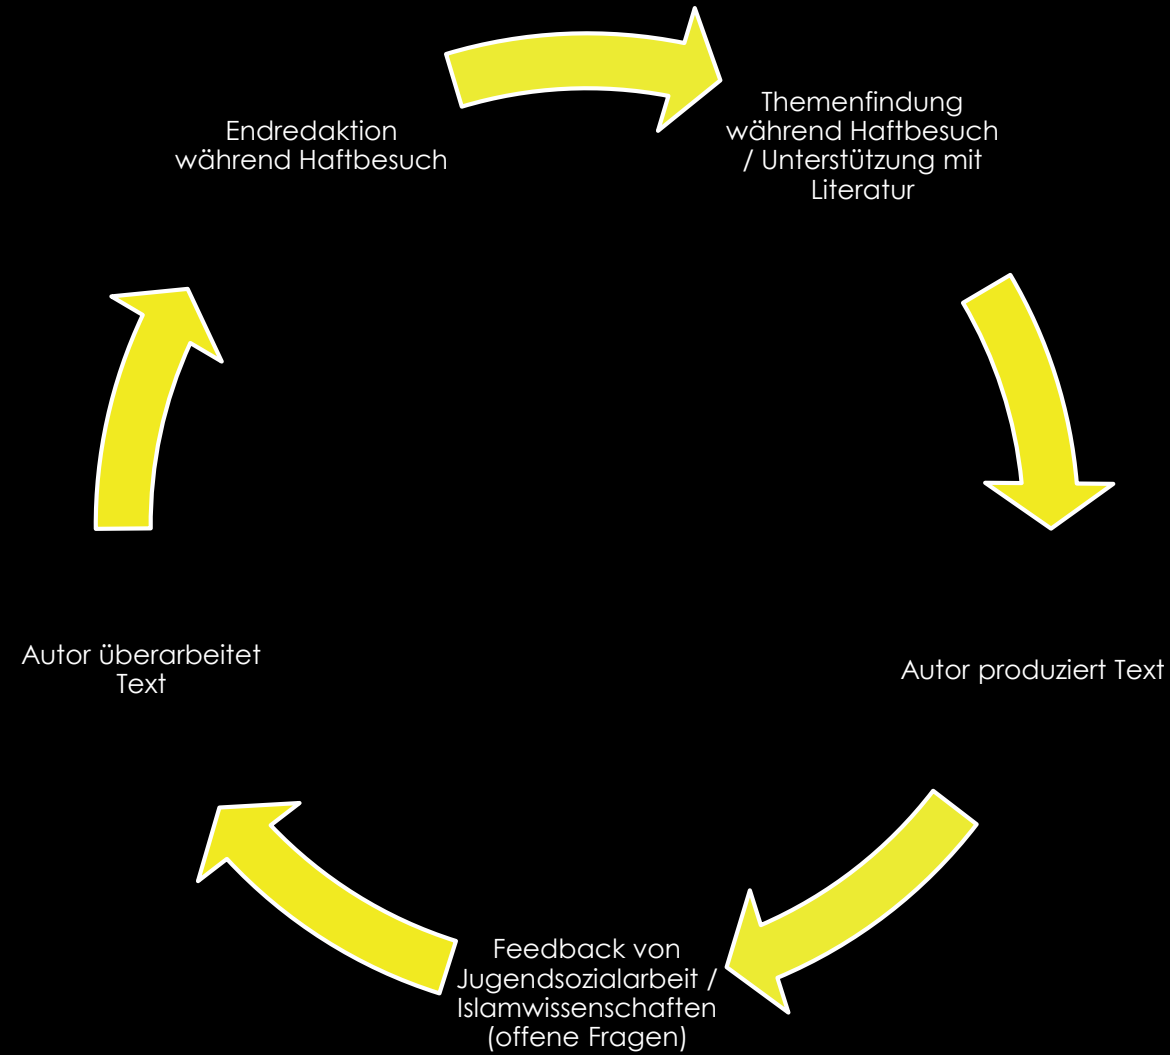 Themenfindung
während Haftbesuch
/ Unterstützung mit
Literatur
Autor produziert Text
Feedback von
Jugendsozialarbeit /
Islamwissenschaften
(offene Fragen)
Autor überarbeitet
Text
Endredaktion
während Haftbesuch